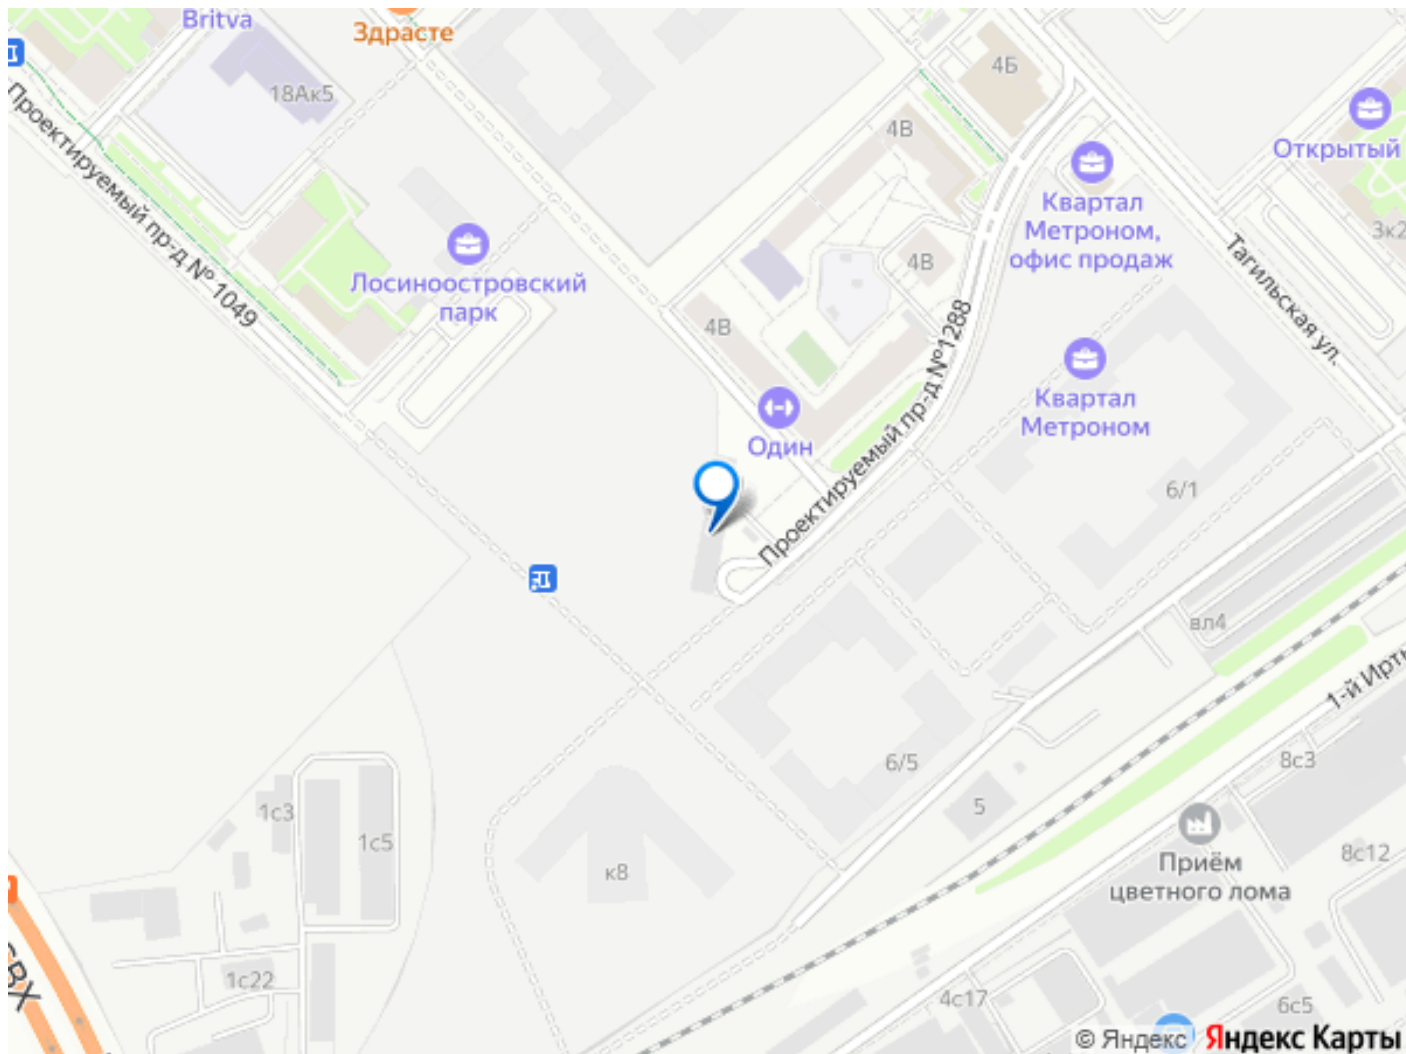 Britva
Здрасте
18Ак5
4Б
4В
Открытый
Проектируемый пр-д № 1049
Квартал
Метроном,
офис продаж
3к2
Лосиноостровский
парк
4В
4В
Тагильская ул.
Проектируемый пр-д №1288
Квартал
Метроном
Один
6/1
вл4
1-й Ирты
6/5
8с3
1с3
1с5
5
к8
Приём
цветного лома
8с12
СВХ
1с22
4с17
6с5
© Яндекс Яндекс Карты